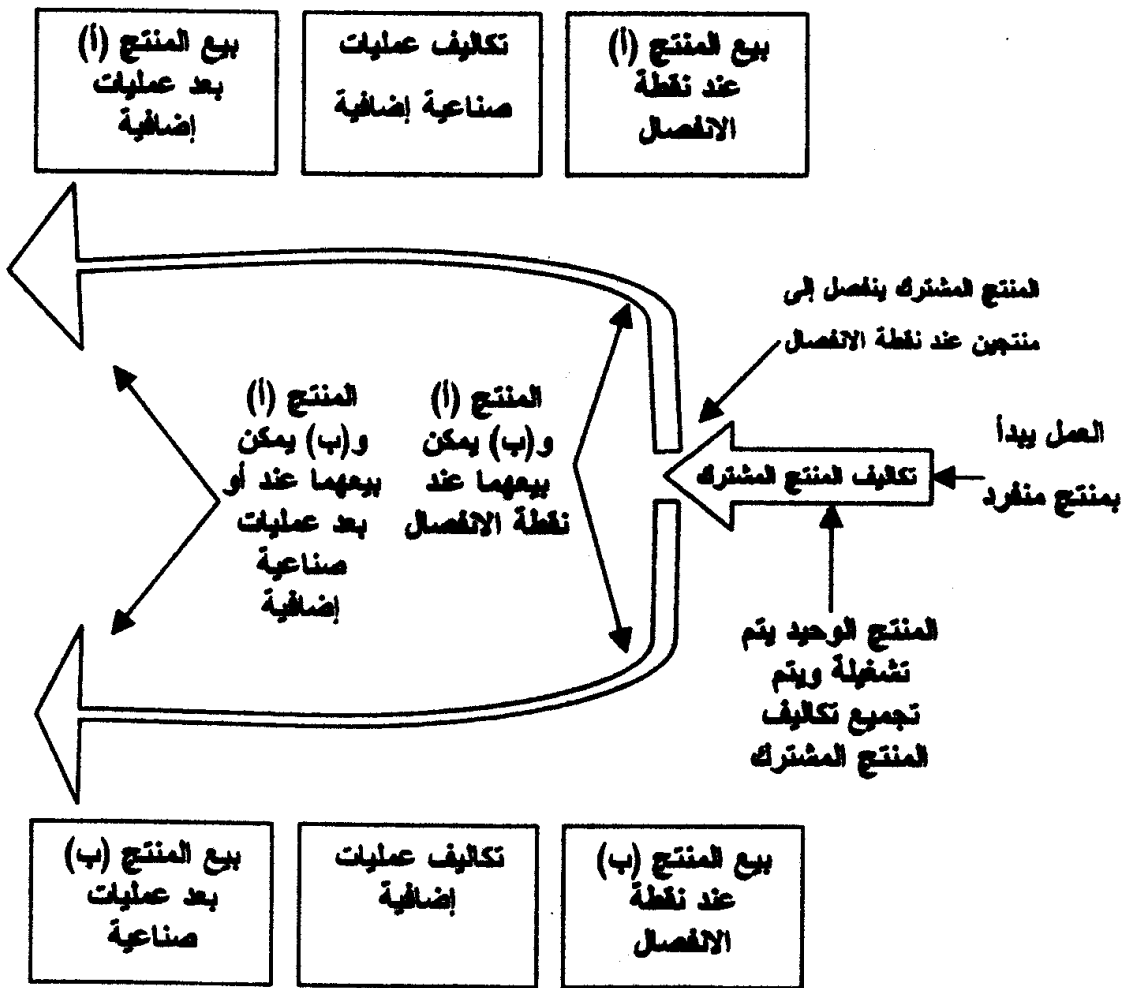 بيع المنتج (أ)
عند نقطة
الانفصال
تكاليف عمليات
صناعية إضافية
بيع المنتج (أ)
بعد عمليات
إضافية
المنتج المشترك ينفصل إلى
منتجين عند نقطة الانفصال
العمل يبدأ
بمنتج منفرد
تكاليف المنتج المشترك
المنتج (أ)
و(ب) يمكن
بيعهما عند
نقطة الانفصال
المنتج (أ)
و(ب) يمكن
بيعهما عند أو
بعد عمليات
صناعية
إضافية
المنتج الوحيد يتم
تشغيلة ويتم
تجميع تكاليف
المنتج المشترك
بيع المنتج (ب)
عند نقطة
الانفصال
تكاليف عمليات
إضافية
بيع المنتج (ب)
بعد عمليات
صناعية